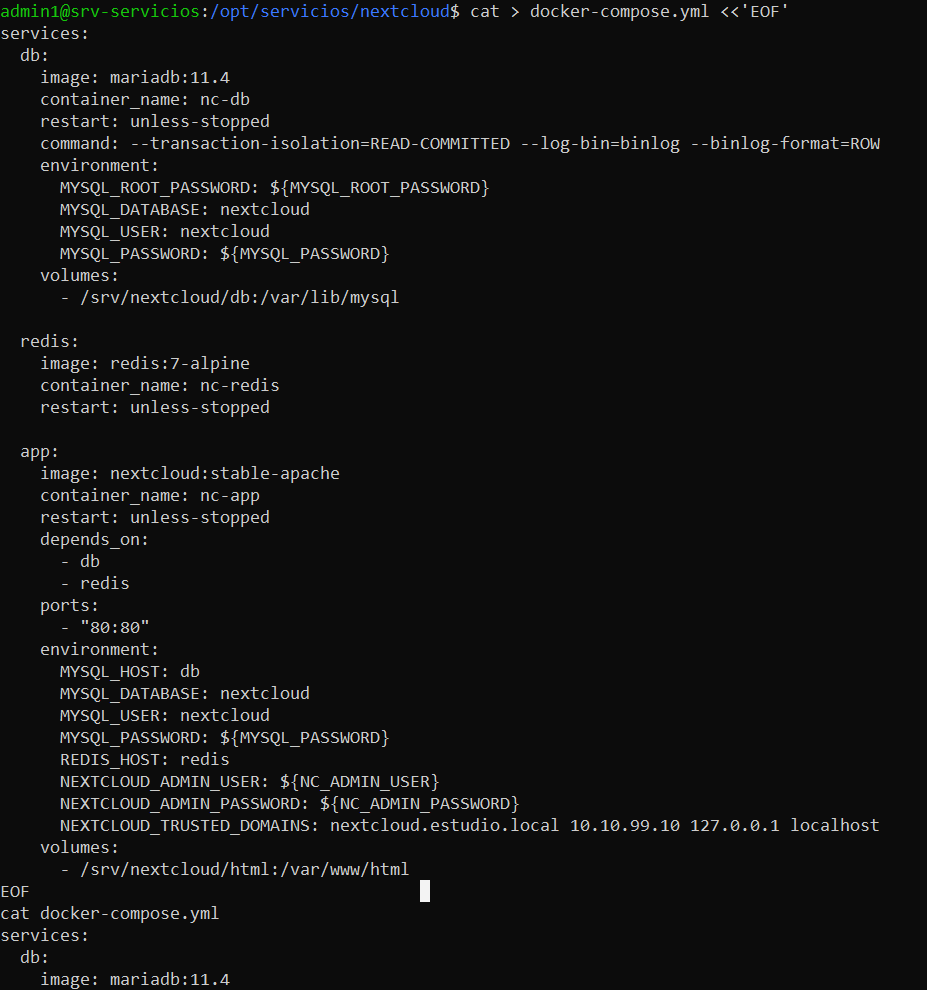 admin1@srv-servicios:/opt/servicios/nextcloud$ cat > docker-compose.yml <<'EOF'
services:
  db:
    image: mariadb:11.4
    container_name: nc-db
    restart: unless-stopped
    command: --transaction-isolation=READ-COMMITTED --log-bin=binlog --binlog-format=ROW
    environment:
      MYSQL_ROOT_PASSWORD: ${MYSQL_ROOT_PASSWORD}
      MYSQL_DATABASE: nextcloud
      MYSQL_USER: nextcloud
      MYSQL_PASSWORD: ${MYSQL_PASSWORD}
    volumes:
      - /srv/nextcloud/db:/var/lib/mysql

  redis:
    image: redis:7-alpine
    container_name: nc-redis
    restart: unless-stopped

  app:
    image: nextcloud:stable-apache
    container_name: nc-app
    restart: unless-stopped
    depends_on:
      - db
      - redis
    ports:
      - "80:80"
    environment:
      MYSQL_HOST: db
      MYSQL_DATABASE: nextcloud
      MYSQL_USER: nextcloud
      MYSQL_PASSWORD: ${MYSQL_PASSWORD}
      REDIS_HOST: redis
      NEXTCLOUD_ADMIN_USER: ${NC_ADMIN_USER}
      NEXTCLOUD_ADMIN_PASSWORD: ${NC_ADMIN_PASSWORD}
      NEXTCLOUD_TRUSTED_DOMAINS: nextcloud.estudio.local 10.10.99.10 127.0.0.1 localhost
    volumes:
      - /srv/nextcloud/html:/var/www/html
EOF
cat docker-compose.yml
services:
  db:
    image: mariadb:11.4